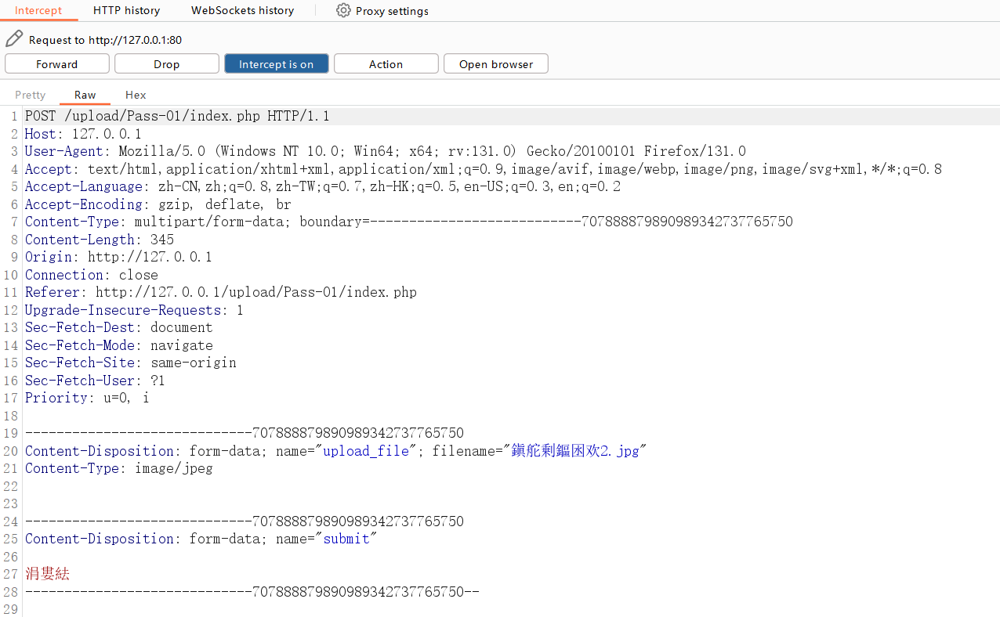 Intercept HTTP history WebSockets history Proxy settings
Request to http://127.0.0.1:80
Forward Drop Intercept is on Action Open browser
Pretty Raw Hex
1 POST /upload/Pass-01/index.php HTTP/1.1
2 Host: 127.0.0.1
3 User-Agent: Mozilla/5.0 (Windows NT 10.0; Win64; x64; rv:131.0) Gecko/20100101 Firefox/131.0
4 Accept: text/html,application/xhtml+xml,application/xml;q=0.9,image/avif,image/webp,image/png,image/svg+xml,*/*;q=0.8
5 Accept-Language: zh-CN,zh;q=0.8,zh-TW;q=0.7,zh-HK;q=0.5,en-US;q=0.3,en;q=0.2
6 Accept-Encoding: gzip, deflate, br
7 Content-Type: multipart/form-data; boundary=---------------------------707888879890989342737765750
8 Content-Length: 345
9 Origin: http://127.0.0.1
10 Connection: close
11 Referer: http://127.0.0.1/upload/Pass-01/index.php
12 Upgrade-Insecure-Requests: 1
13 Sec-Fetch-Dest: document
14 Sec-Fetch-Mode: navigate
15 Sec-Fetch-Site: same-origin
16 Sec-Fetch-User: ?1
17 Priority: u=0, i
18
19 -----------------------------707888879890989342737765750
20 Content-Disposition: form-data; name="upload_file"; filename="鎭舵剰鏂囦欢2.jpg"
21 Content-Type: image/jpeg
22
23
24 -----------------------------707888879890989342737765750
25 Content-Disposition: form-data; name="submit"
26
27 涓婁紶
28 -----------------------------707888879890989342737765750--
29